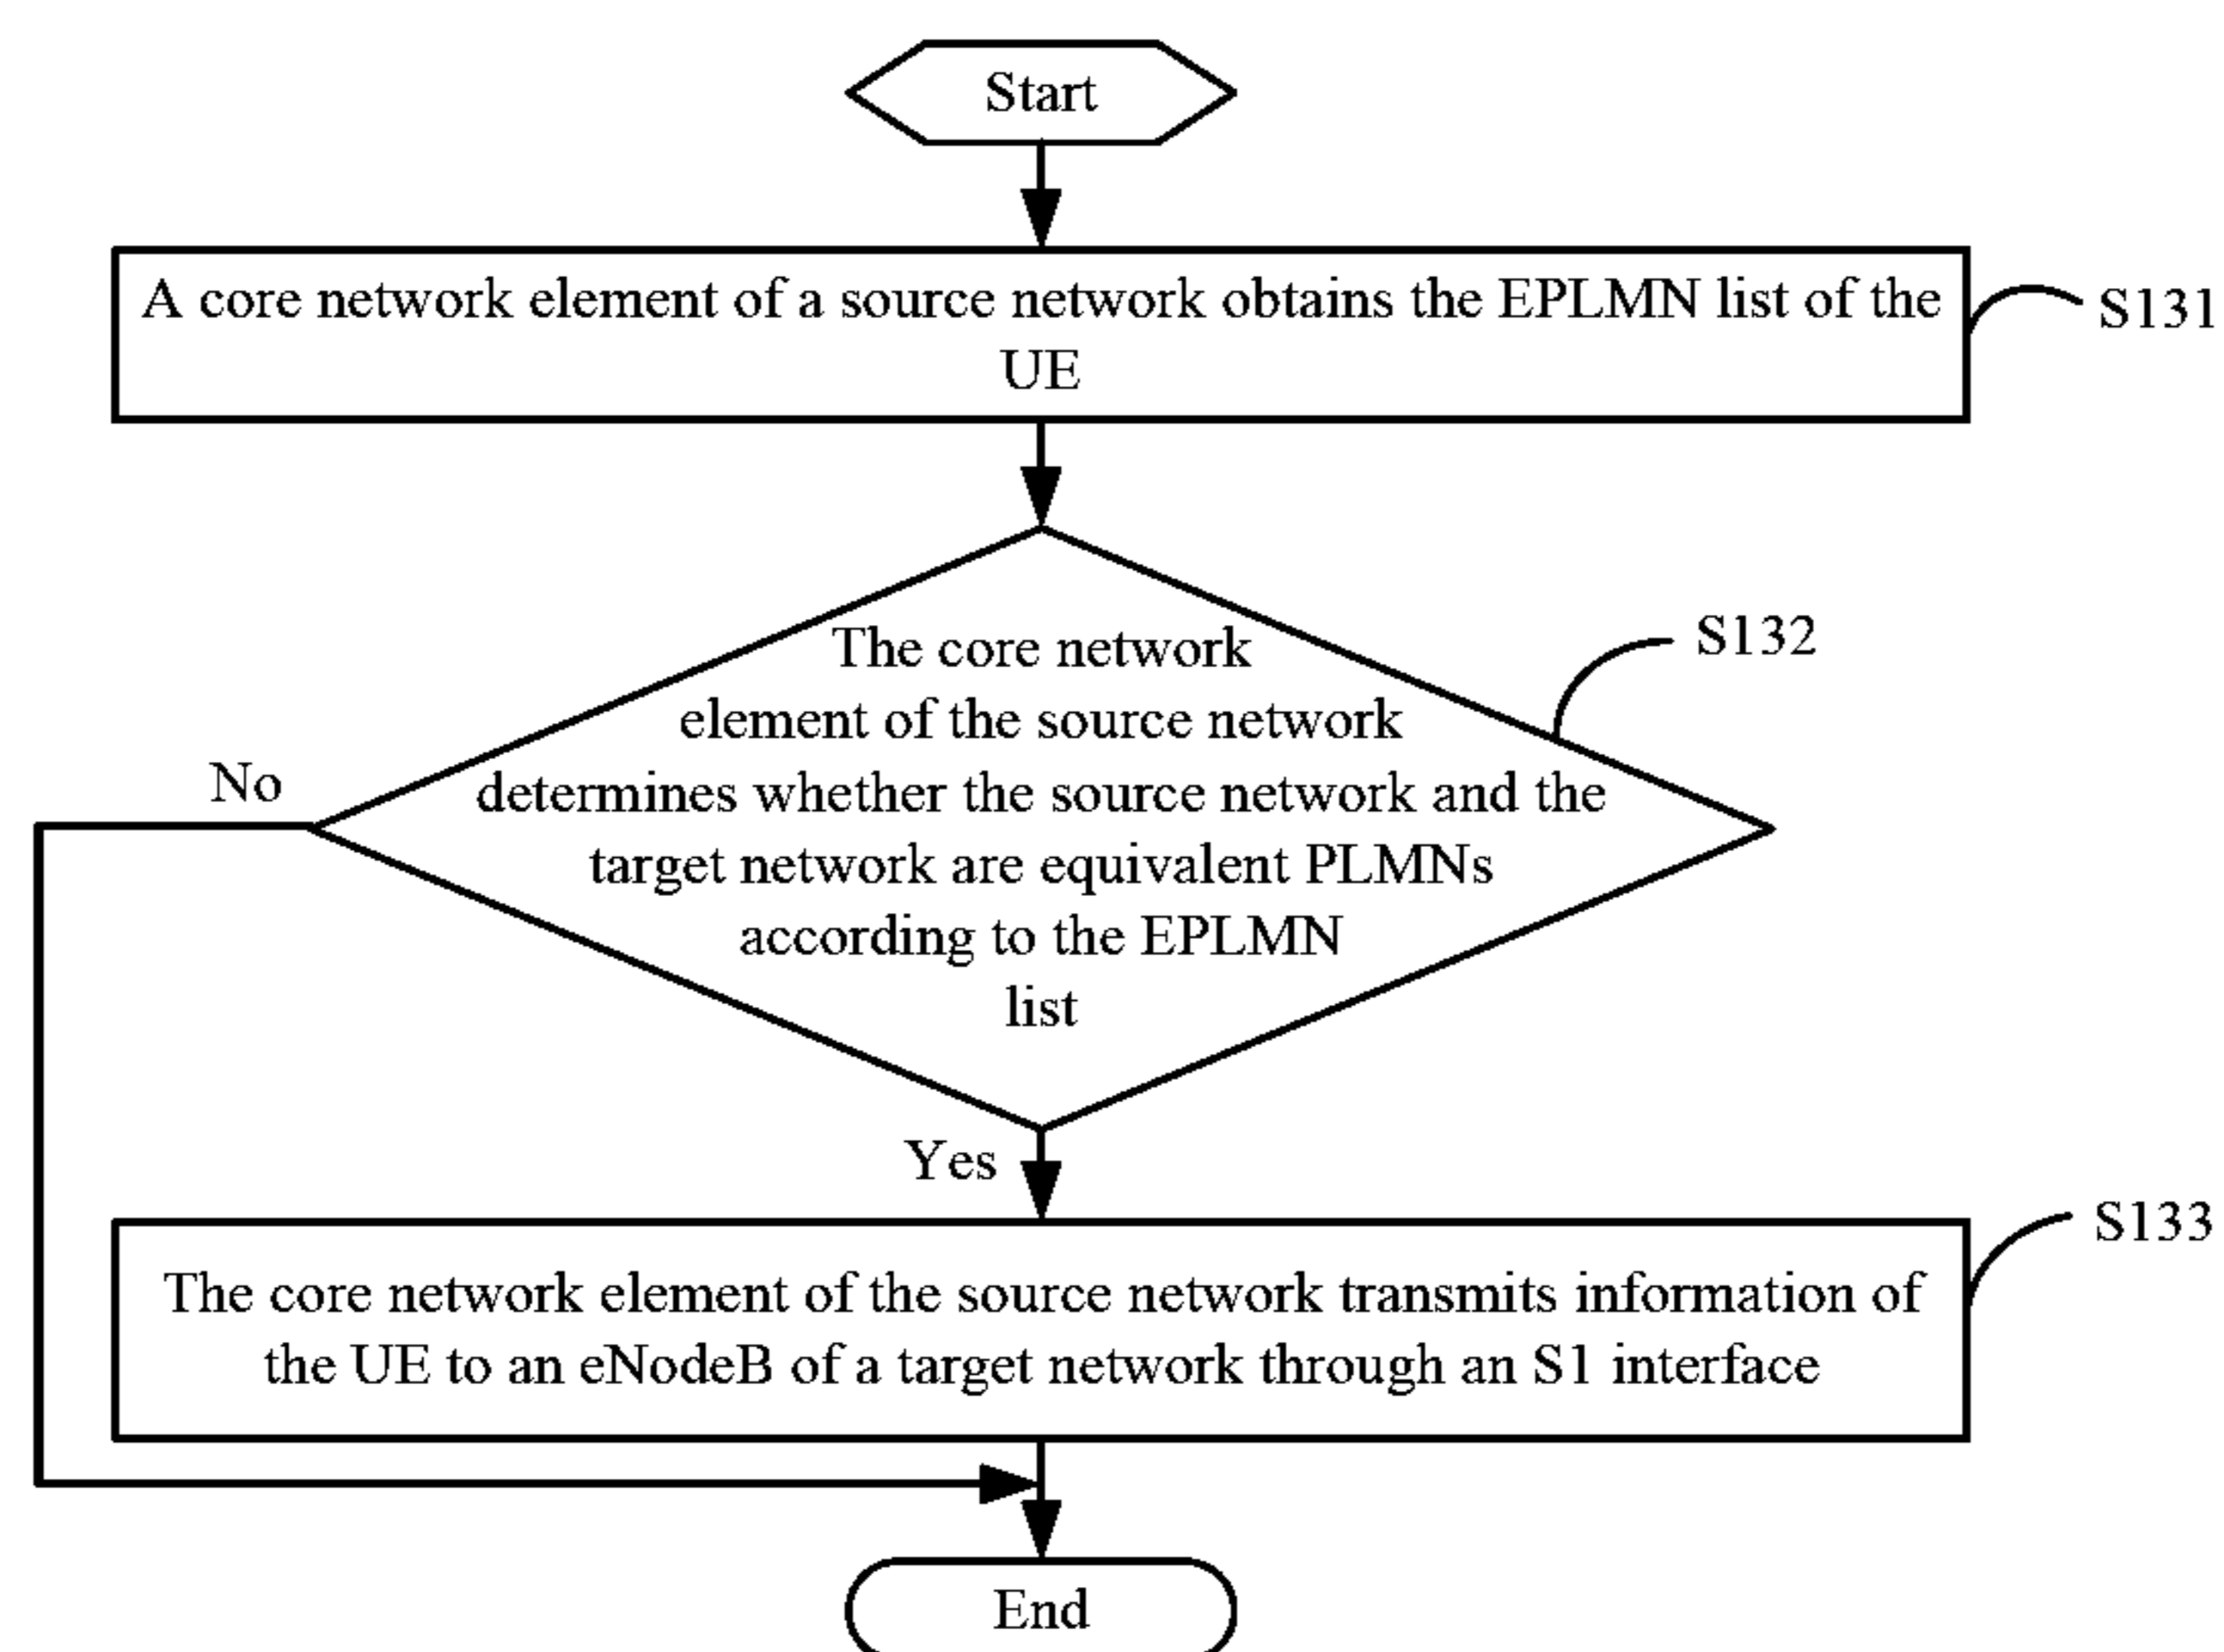 Start
A core network element of a source network obtains the EPLMN list of the
UE
S131
The core network
element of the source network
determines whether the source network and the
target network are equivalent PLMNs
according to the EPLMN
list
S132
No
Yes
The core network element of the source network transmits information of
the UE to an eNodeB of a target network through an S1 interface
S133
End